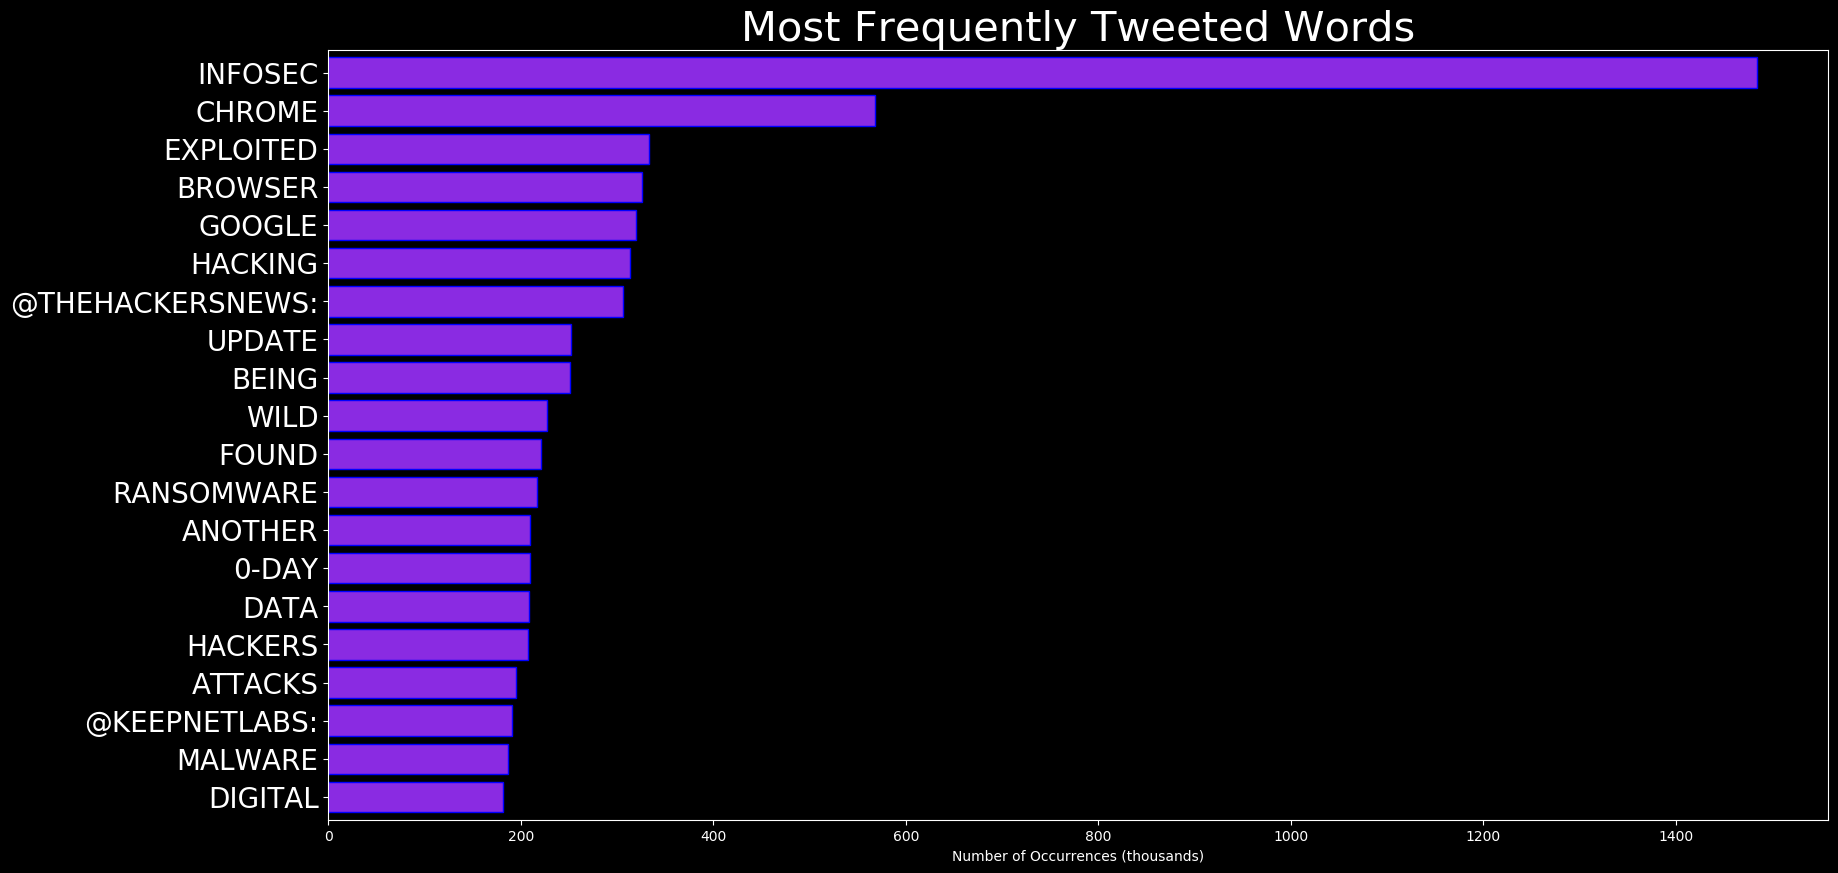 Most Frequently Tweeted Words
INFOSEC
CHROME
EXPLOITED
BROWSER
GOOGLE
HACKING
@THEHACKERSNEWS:
UPDATE
BEING
WILD
FOUND
RANSOMWARE
ANOTHER
0-DAY
DATA
HACKERS
ATTACKS
@KEEPNETLABS:
MALWARE
DIGITAL
0 200 400 600 800 1000 1200 1400
Number of Occurrences (thousands)